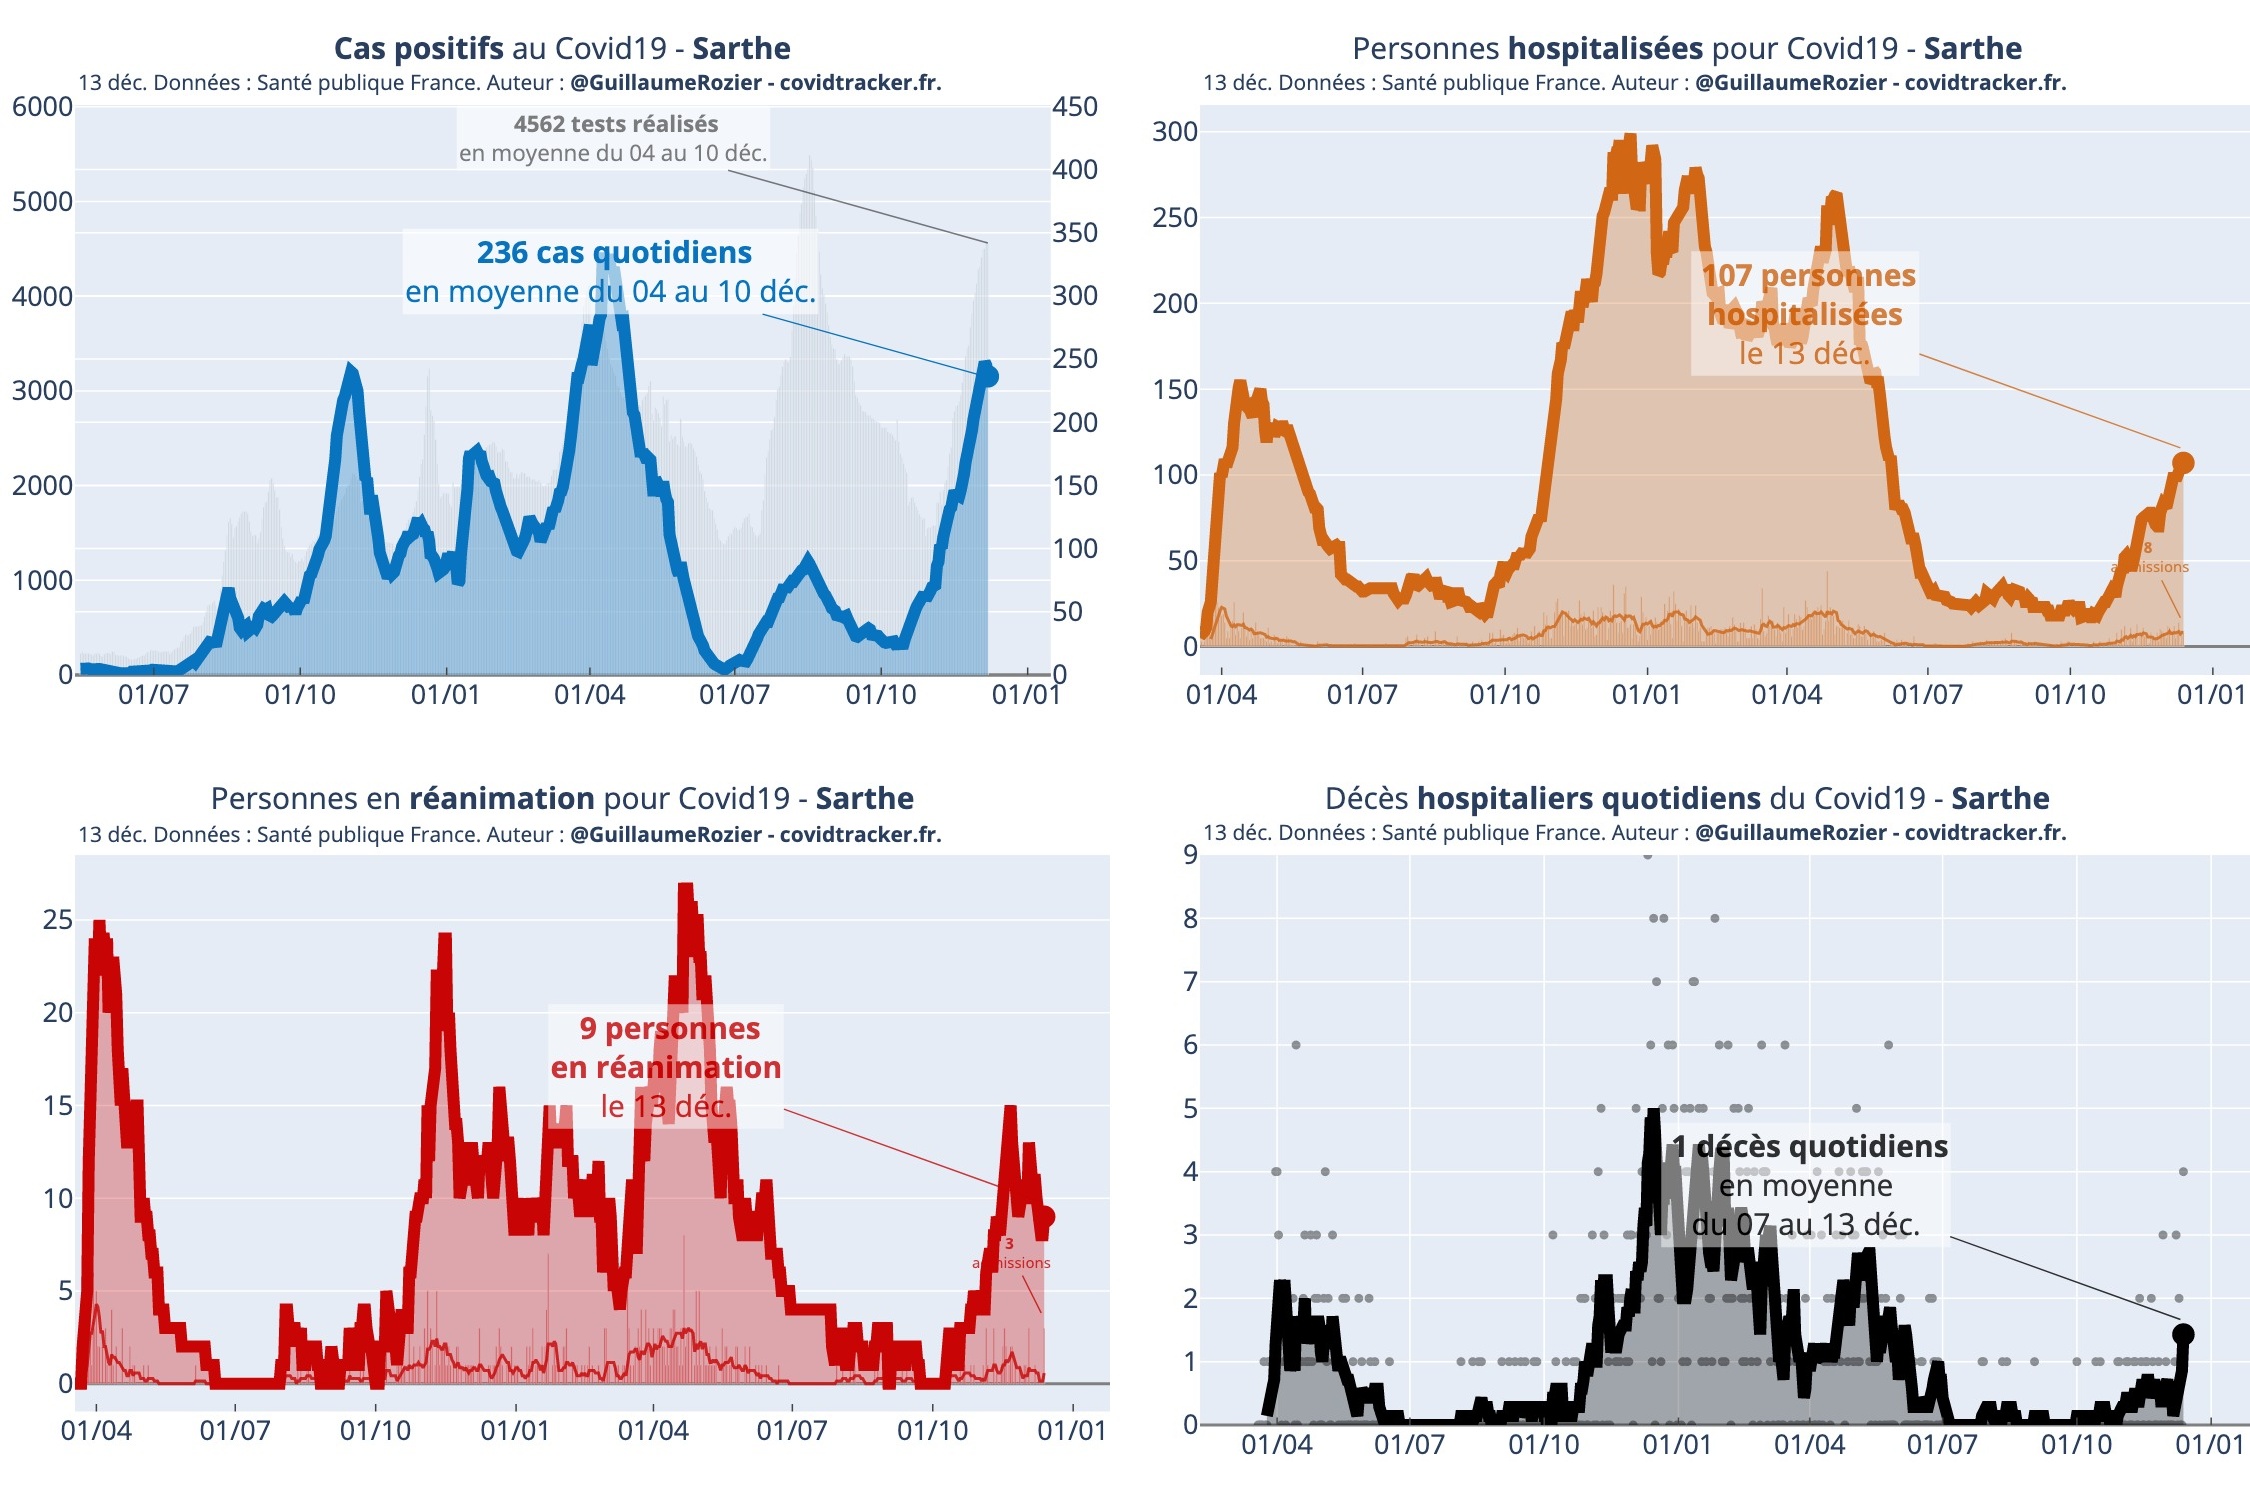 Cas positifs au Covid19 - Sarthe
13 déc. Données : Santé publique France. Auteur : @GuillaumeRozier - covidtracker.fr.
6000
5000
4000
3000
2000
1000
0
450
400
350
300
250
200
150
100
50
0
4562 tests réalisés
en moyenne du 04 au 10 déc.
236 cas quotidiens
en moyenne du 04 au 10 déc.
01/07 01/10 01/01 01/04 01/07 01/10 01/01
Personnes hospitalisées pour Covid19 - Sarthe
13 déc. Données : Santé publique France. Auteur : @GuillaumeRozier - covidtracker.fr.
300
250
200
150
100
50
0
107 personnes
hospitalisées
le 13 déc.
8
admissions
01/04 01/07 01/10 01/01 01/04 01/07 01/10 01/01
Personnes en réanimation pour Covid19 - Sarthe
13 déc. Données : Santé publique France. Auteur : @GuillaumeRozier - covidtracker.fr.
25
20
15
10
5
0
9 personnes
en réanimation
le 13 déc.
3
admissions
01/04 01/07 01/10 01/01 01/04 01/07 01/10 01/01
Décès hospitaliers quotidiens du Covid19 - Sarthe
13 déc. Données : Santé publique France. Auteur : @GuillaumeRozier - covidtracker.fr.
9
8
7
6
5
4
3
2
1
0
1 décès quotidiens
en moyenne
du 07 au 13 déc.
01/04 01/07 01/10 01/01 01/04 01/07 01/10 01/01